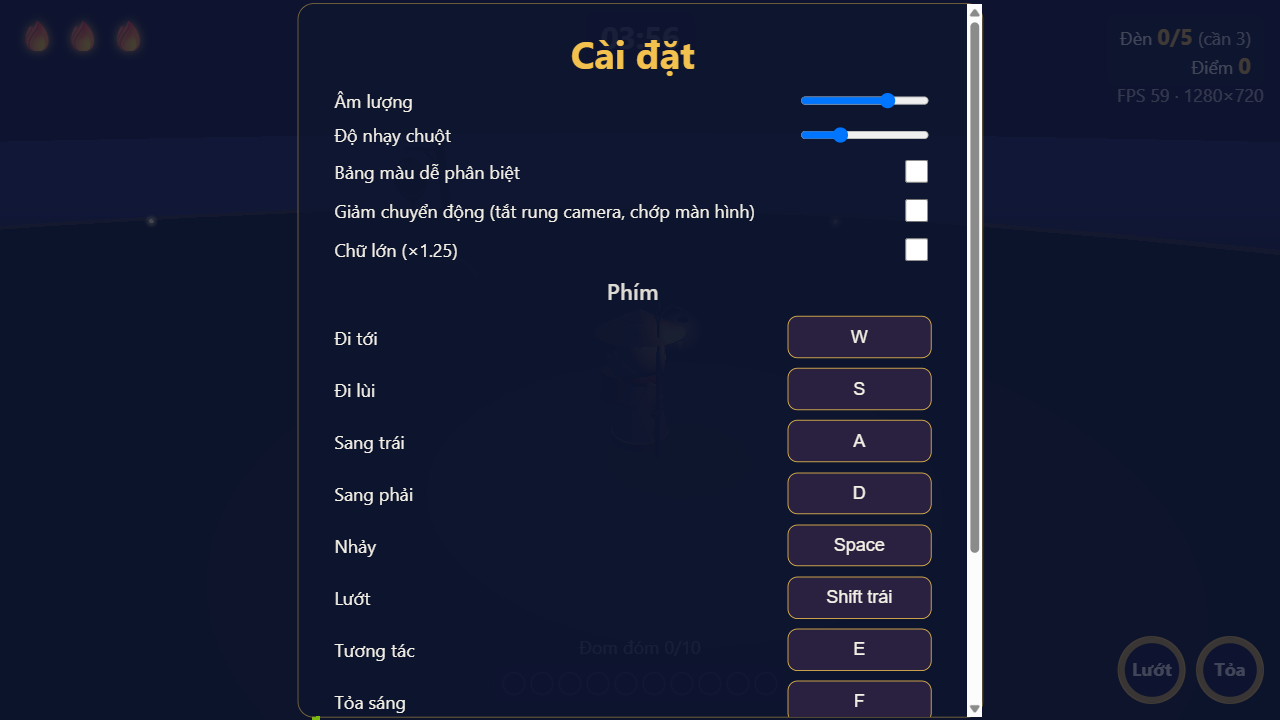 03:56
Đèn 0/5 (cần 3)
Điểm 0
FPS 59 · 1280×720
Cài đặt
Âm lượng
Độ nhạy chuột
Bảng màu dễ phân biệt
Giảm chuyển động (tắt rung camera, chớp màn hình)
Chữ lớn (×1.25)
Phím
Đi tới W
Đi lùi S
Sang trái A
Sang phải D
Nhảy Space
Lướt Shift trái
Tương tác E
Tỏa sáng F
Đom đóm 0/10
Lướt Tỏa